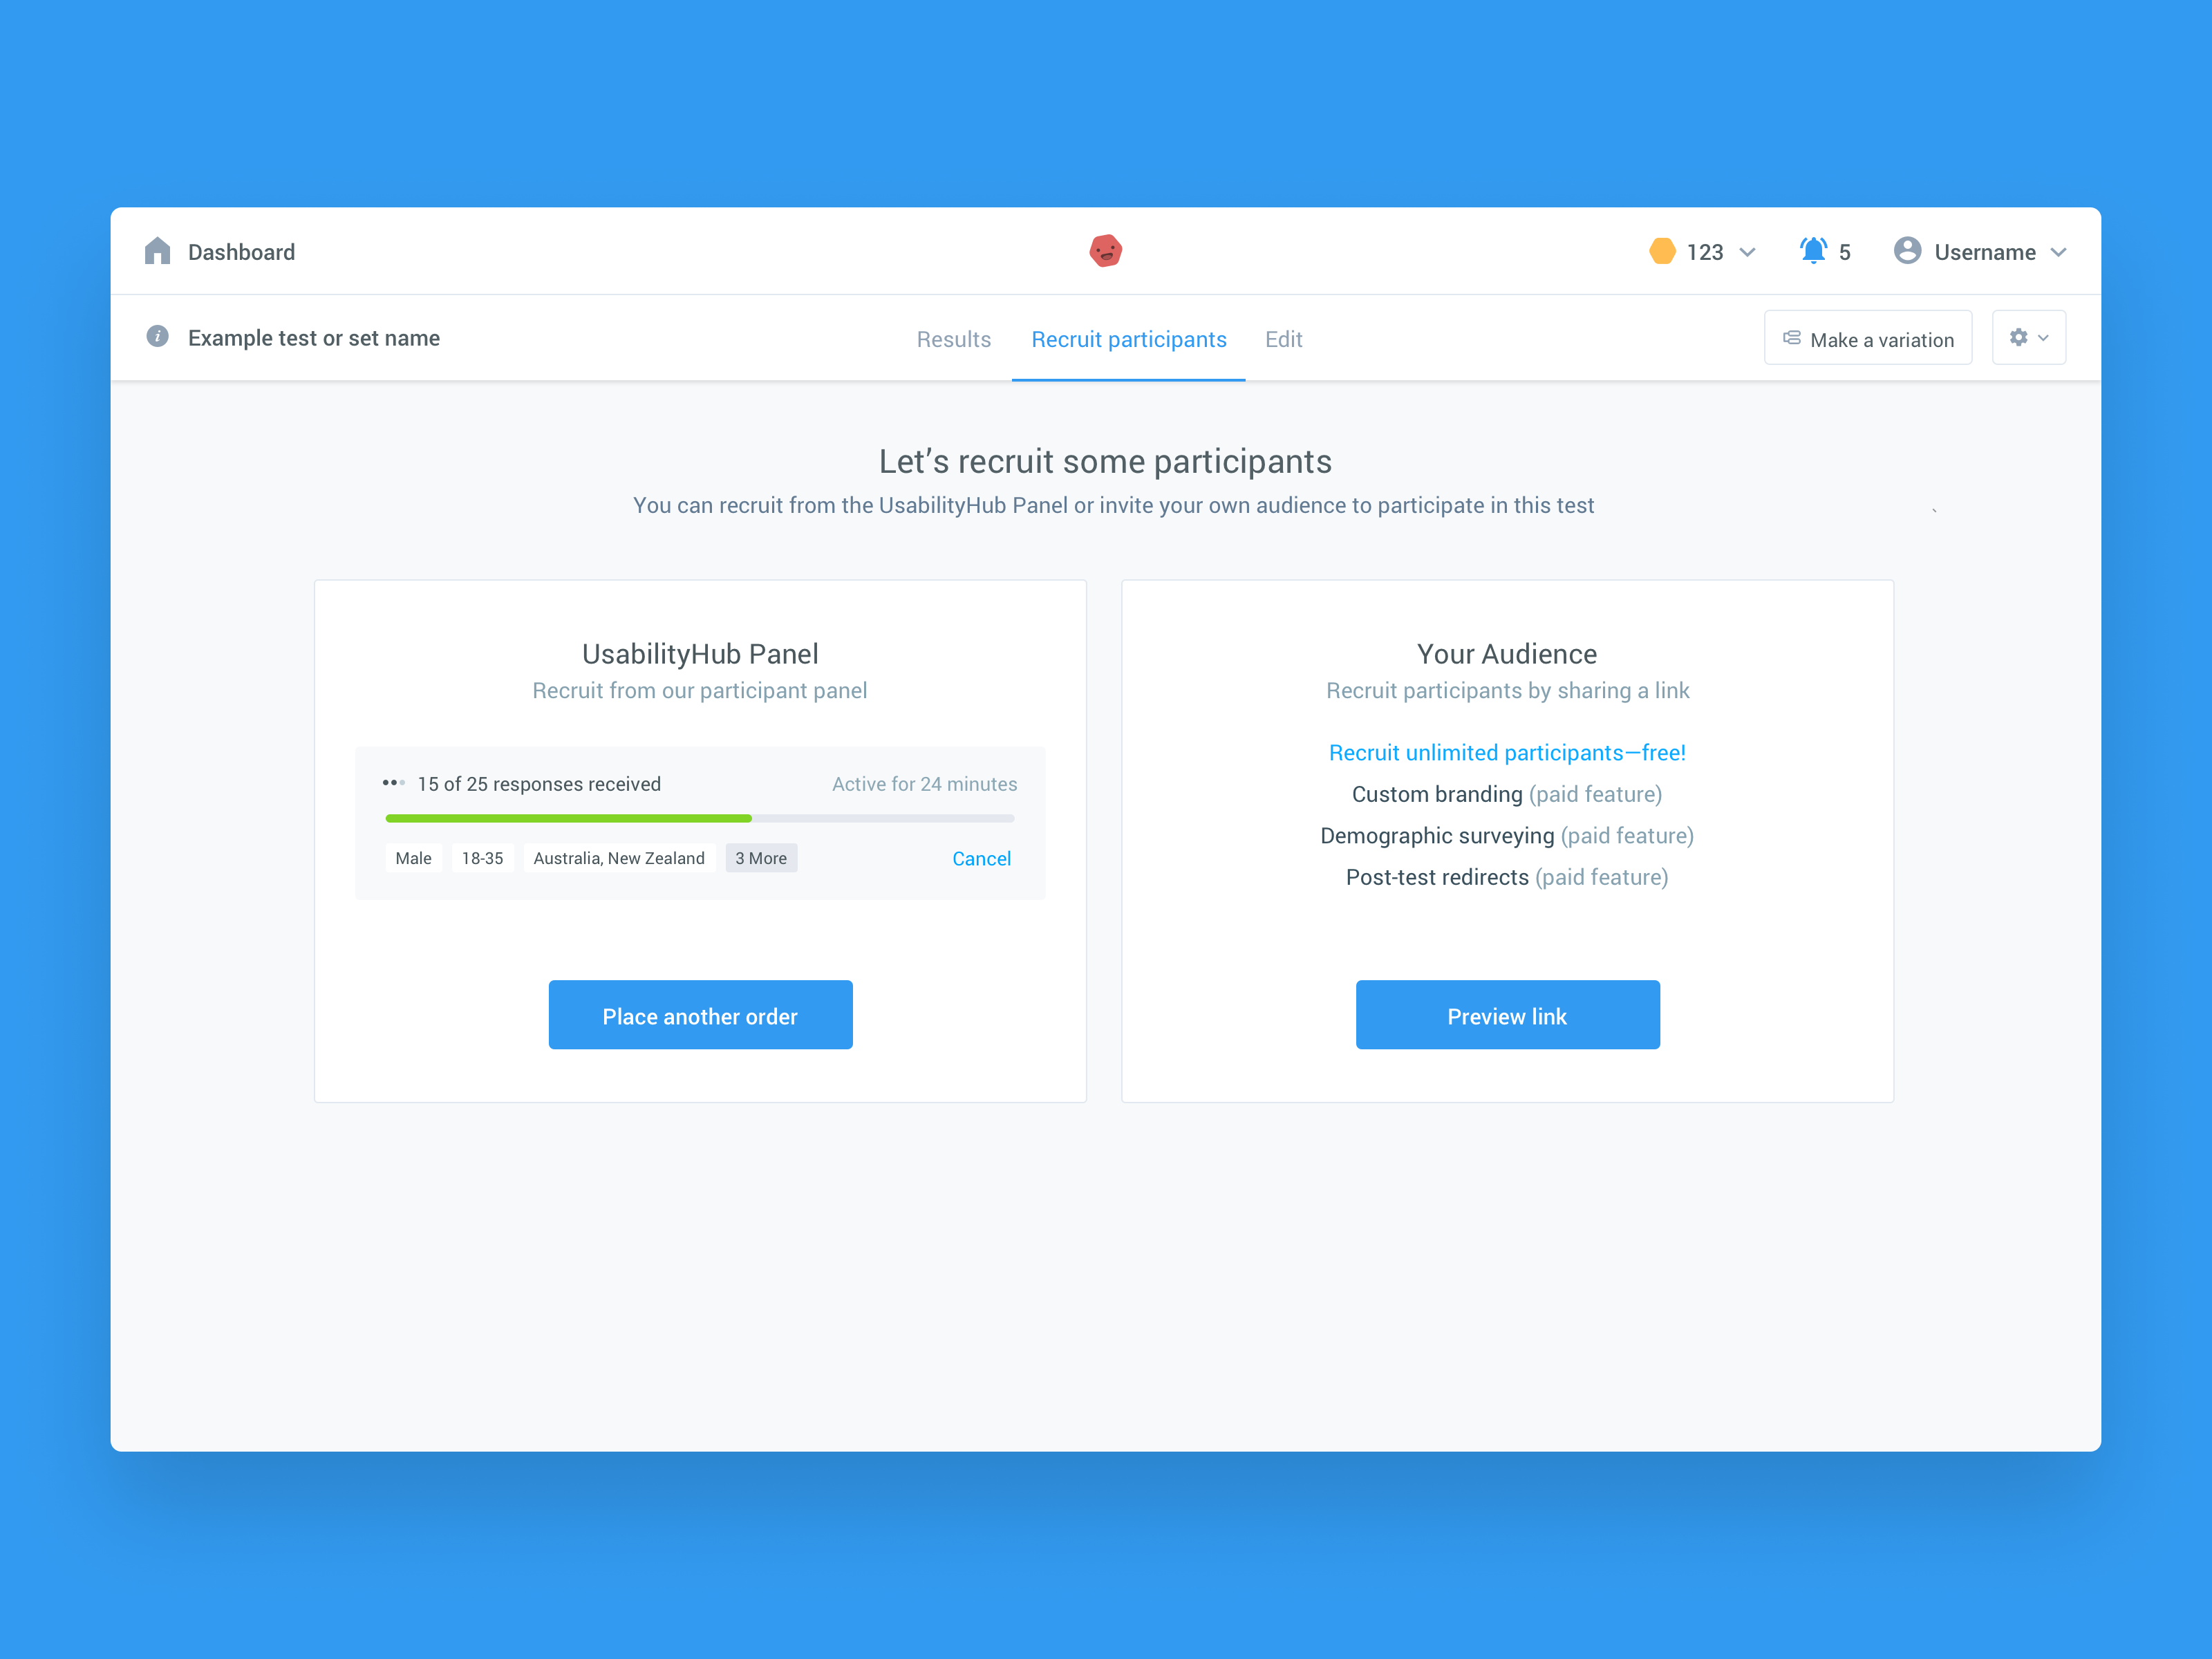 Dashboard
123
5
Username
Example test or set name
Results
Recruit participants
Edit
Make a variation
Let’s recruit some participants
You can recruit from the UsabilityHub Panel or invite your own audience to participate in this test
`
UsabilityHub Panel
Recruit from our participant panel
15 of 25 responses received
Active for 24 minutes
Male
18-35
Australia, New Zealand
3 More
Cancel
Place another order
Your Audience
Recruit participants by sharing a link
Recruit unlimited participants—free!
Custom branding (paid feature)
Demographic surveying (paid feature)
Post-test redirects (paid feature)
Preview link